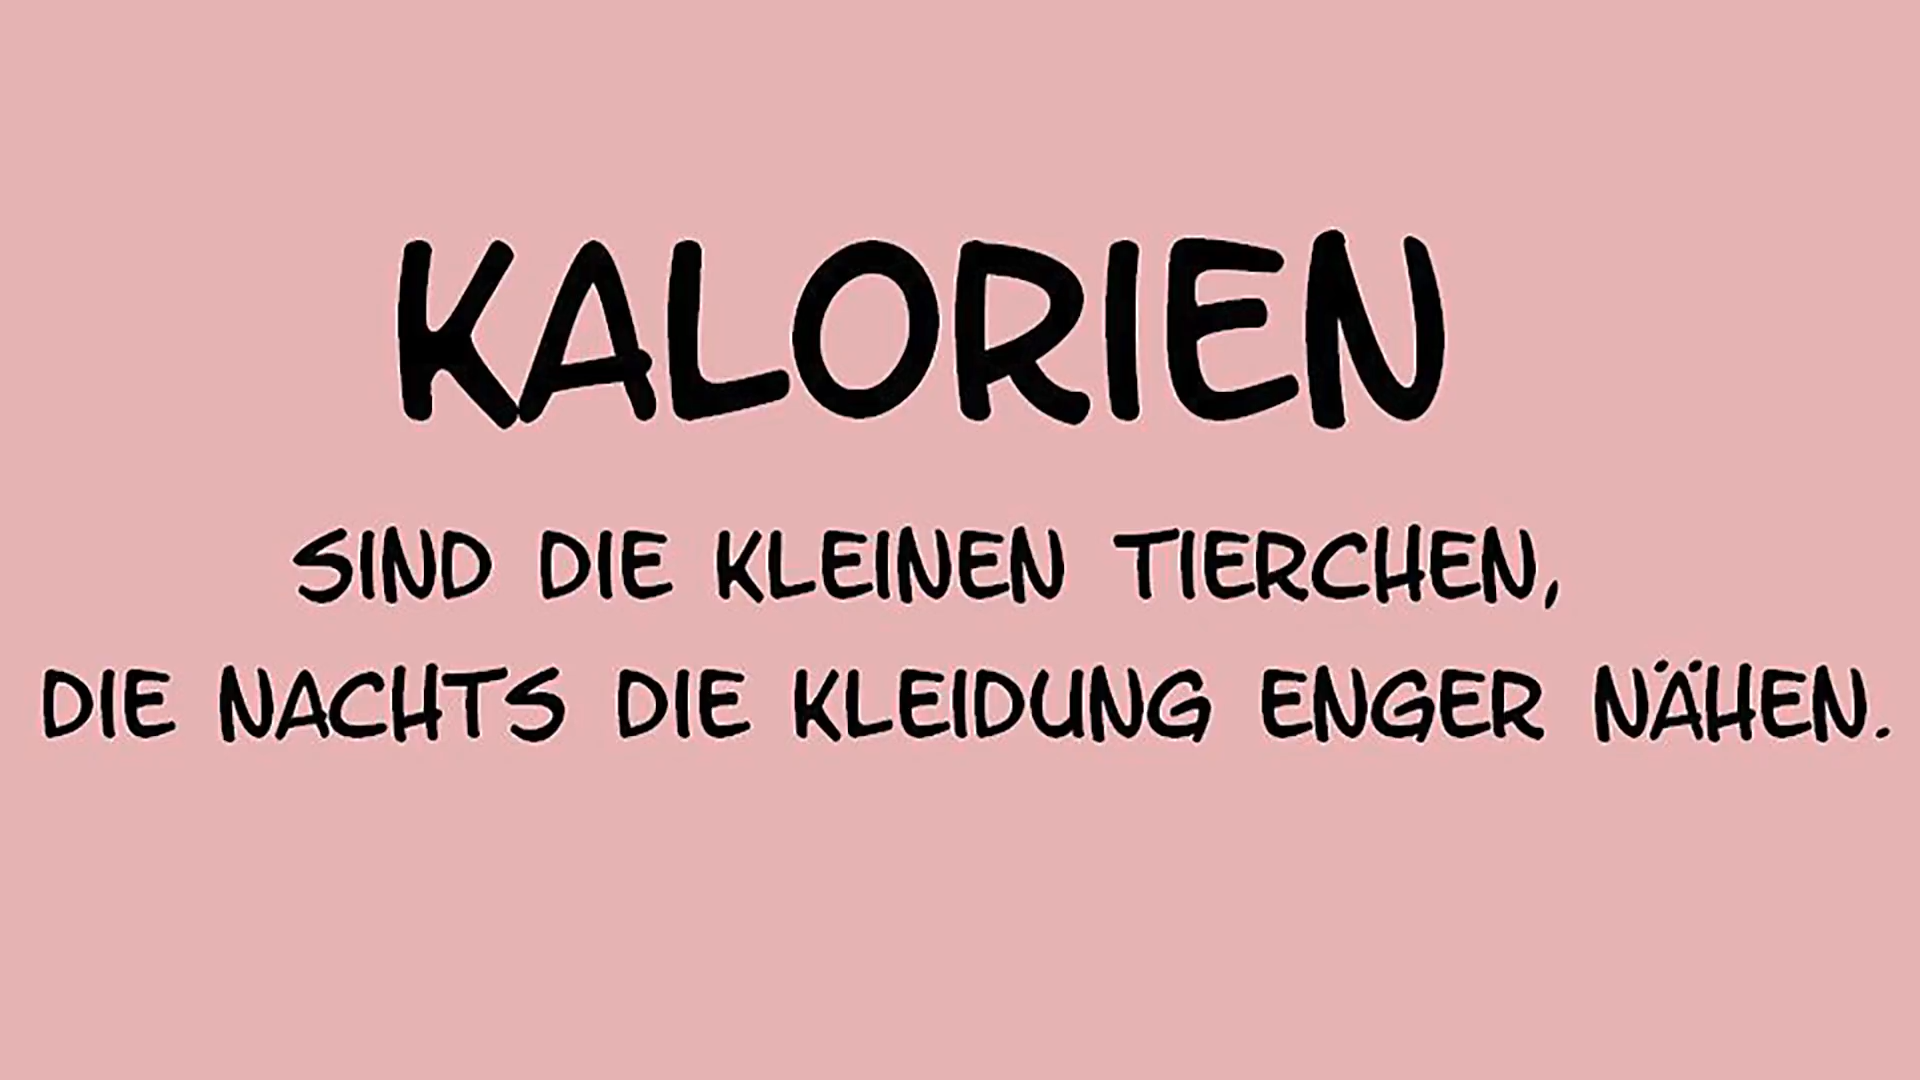 KALORIEN
SIND DIE KLEINEN TIERCHEN,
DIE NACHTS DIE KLEIDUNG ENGER NÄHEN.